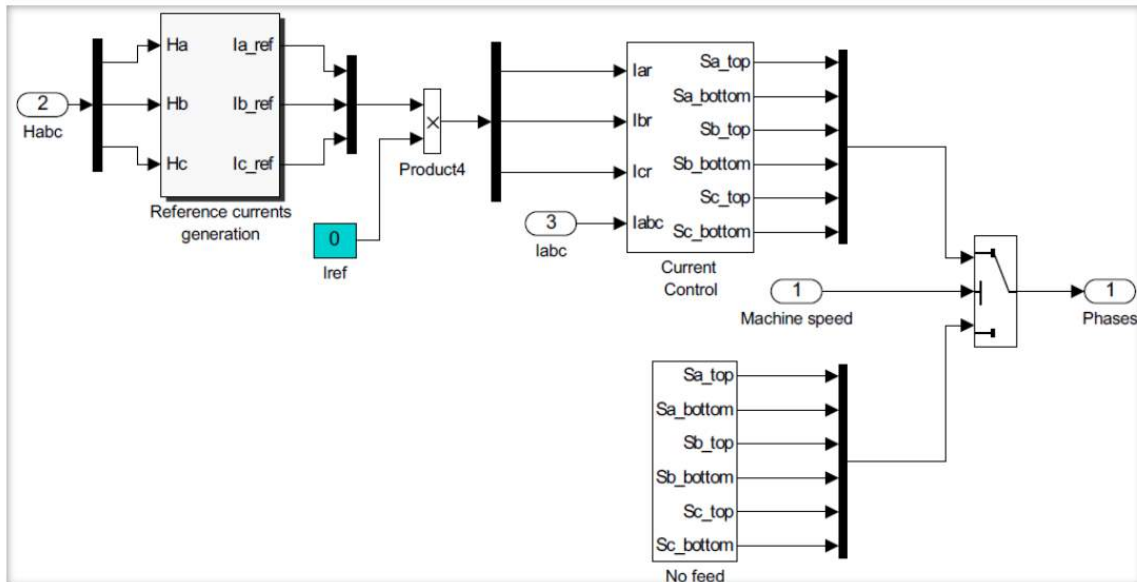 2
Habc
Ha
Hb
Hc
Ia_ref
Ib_ref
Ic_ref
Reference currents
generation
0
Iref
×
Product4
3
Iabc
Iar
Ibr
Icr
Iabc
Sa_top
Sa_bottom
Sb_top
Sb_bottom
Sc_top
Sc_bottom
Current
Control
1
Machine speed
1
Phases
Sa_top
Sa_bottom
Sb_top
Sb_bottom
Sc_top
Sc_bottom
No feed